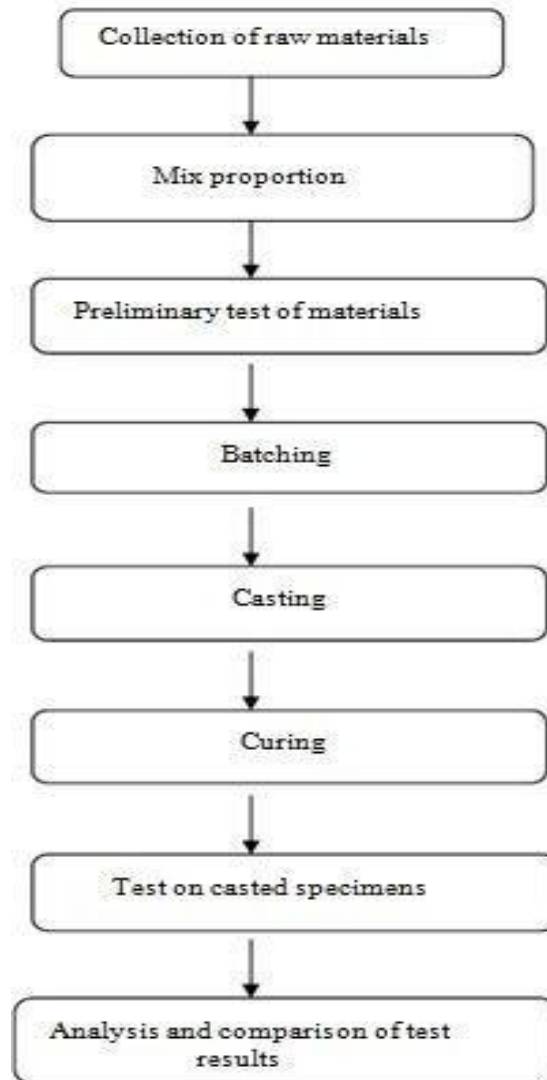 Collection of raw materials
Mix proportion
Preliminary test of materials
Batching
Casting
Curing
Test on casted specimens
Analysis and comparison of test
results